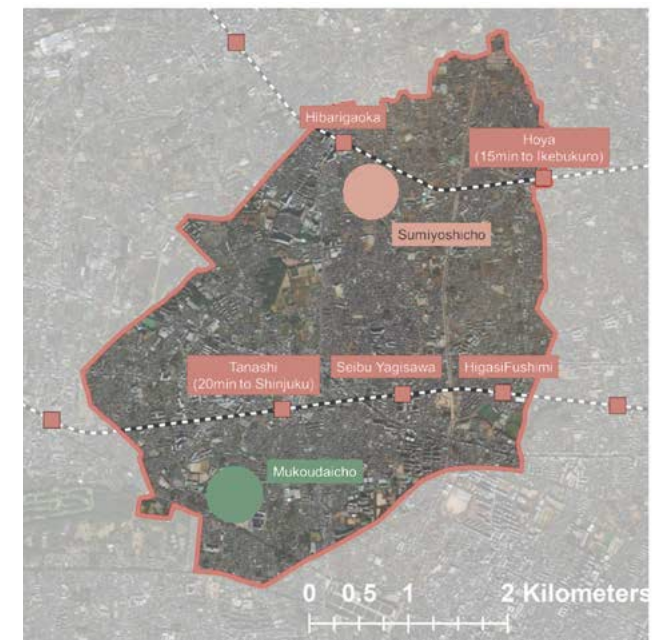 Hibarigaoka
Hoya
(15min to Ikebukuro)
Sumiyoshicho
Tanashi
(20min to Shinjuku)
Seibu Yagisawa
HigasiFushimi
Mukoudaicho
0 0.5 1 2 Kilometers